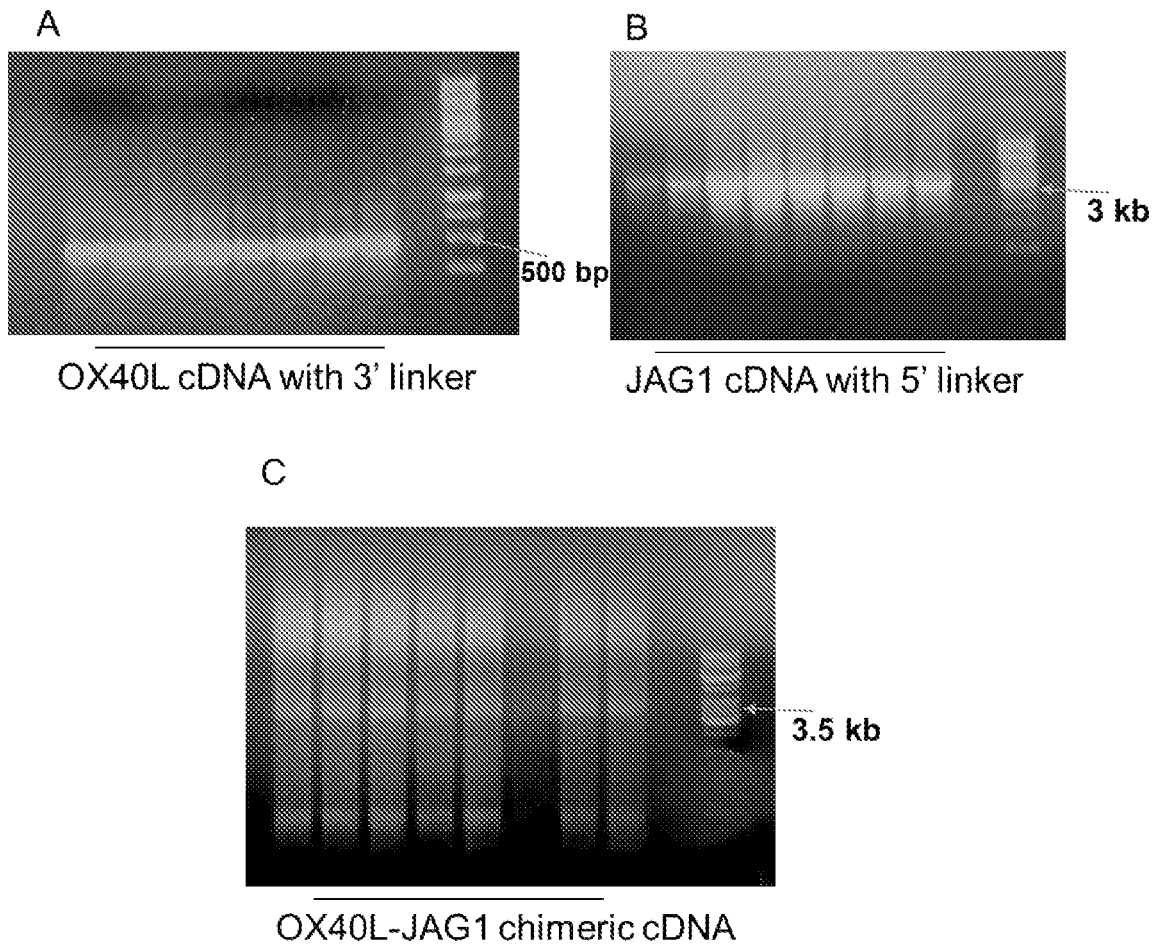 A
B
500 bp
3 kb
OX40L cDNA with 3' linker
JAG1 cDNA with 5' linker
C
3.5 kb
OX40L-JAG1 chimeric cDNA